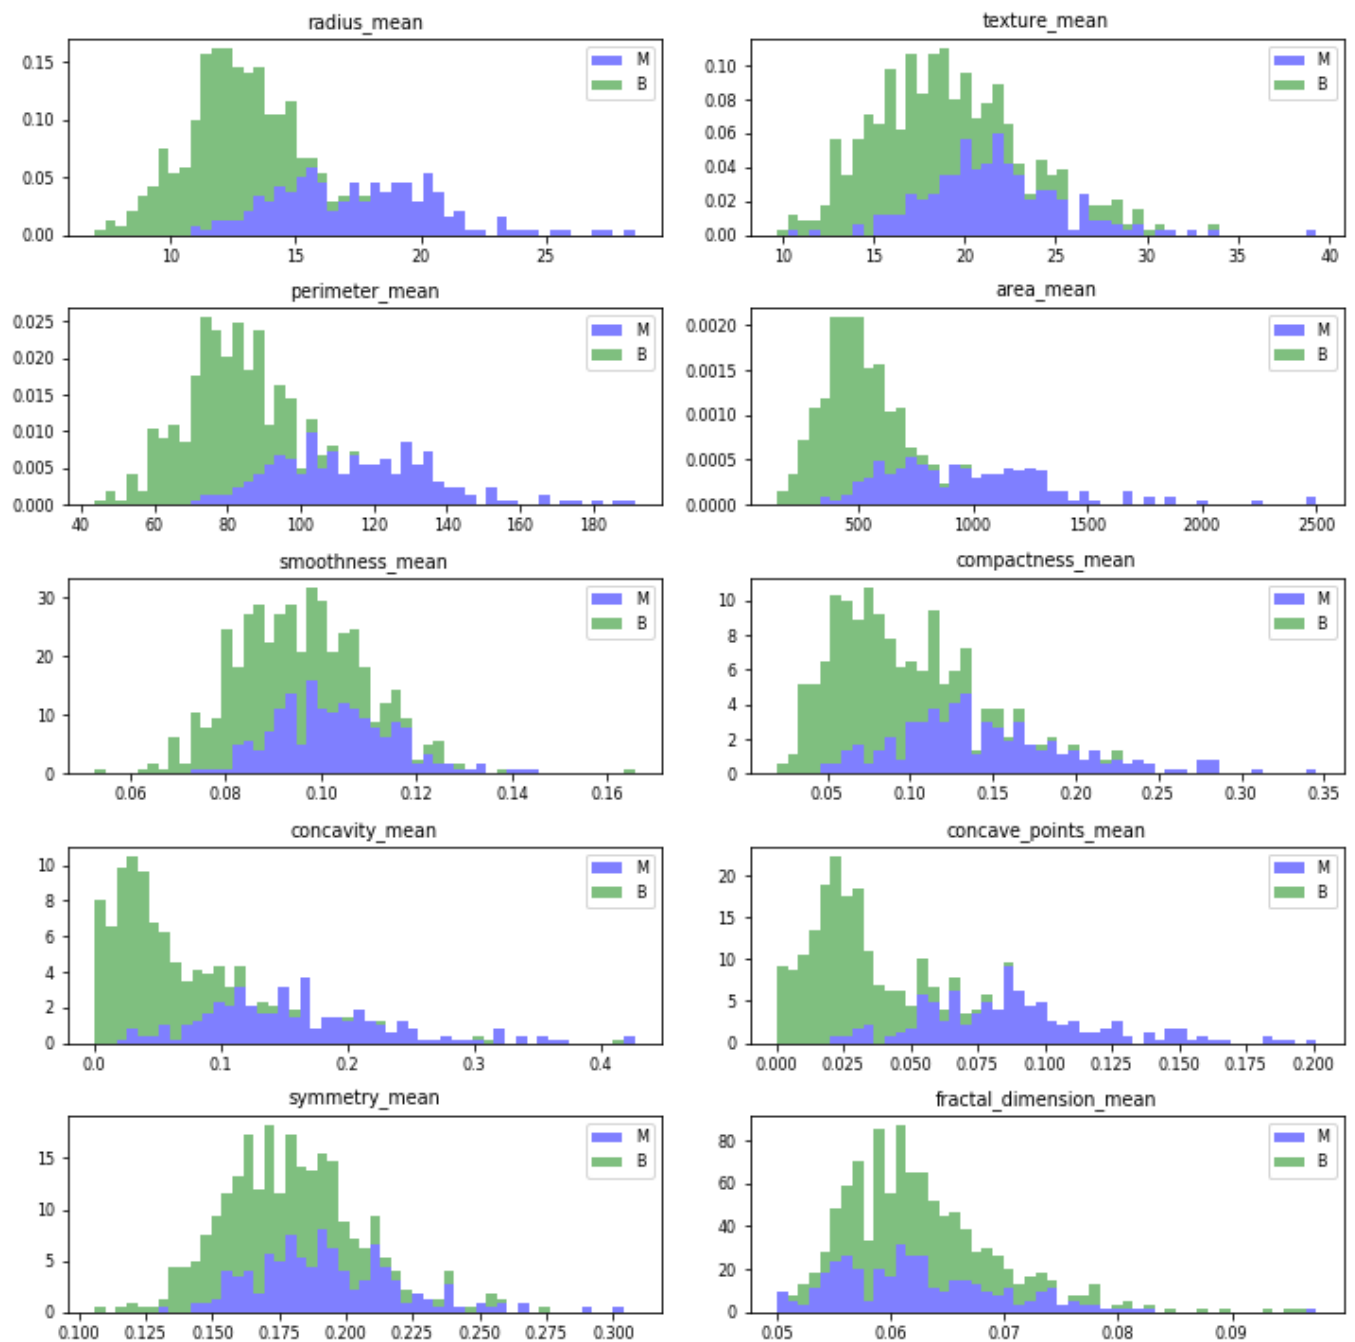 radius_mean
0.15
0.10
0.05
0.00
10 15 20 25
M
B
texture_mean
0.10
0.08
0.06
0.04
0.02
0.00
10 15 20 25 30 35 40
M
B
perimeter_mean
0.025
0.020
0.015
0.010
0.005
0.000
40 60 80 100 120 140 160 180
M
B
area_mean
0.0020
0.0015
0.0010
0.0005
0.0000
500 1000 1500 2000 2500
M
B
smoothness_mean
30
20
10
0
0.06 0.08 0.10 0.12 0.14 0.16
M
B
compactness_mean
10
8
6
4
2
0
0.05 0.10 0.15 0.20 0.25 0.30 0.35
M
B
concavity_mean
10
8
6
4
2
0
0.0 0.1 0.2 0.3 0.4
M
B
concave_points_mean
20
15
10
5
0
0.000 0.025 0.050 0.075 0.100 0.125 0.150 0.175 0.200
M
B
symmetry_mean
15
10
5
0
0.100 0.125 0.150 0.175 0.200 0.225 0.250 0.275 0.300
M
B
fractal_dimension_mean
80
60
40
20
0
0.05 0.06 0.07 0.08 0.09
M
B